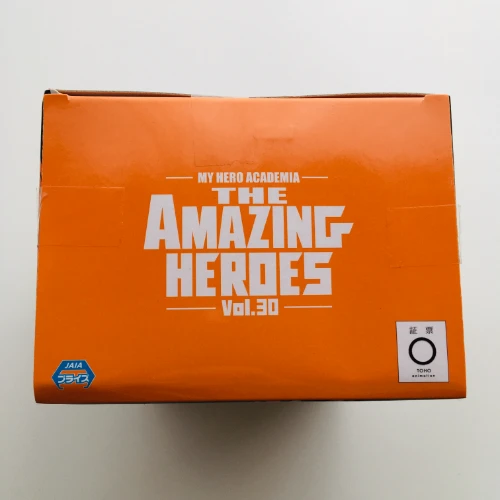 MY HERO ACADEMIA
THE
AMAZING
HEROES
Vol.30
JAIA
プライズ
証票
TOHO
animation